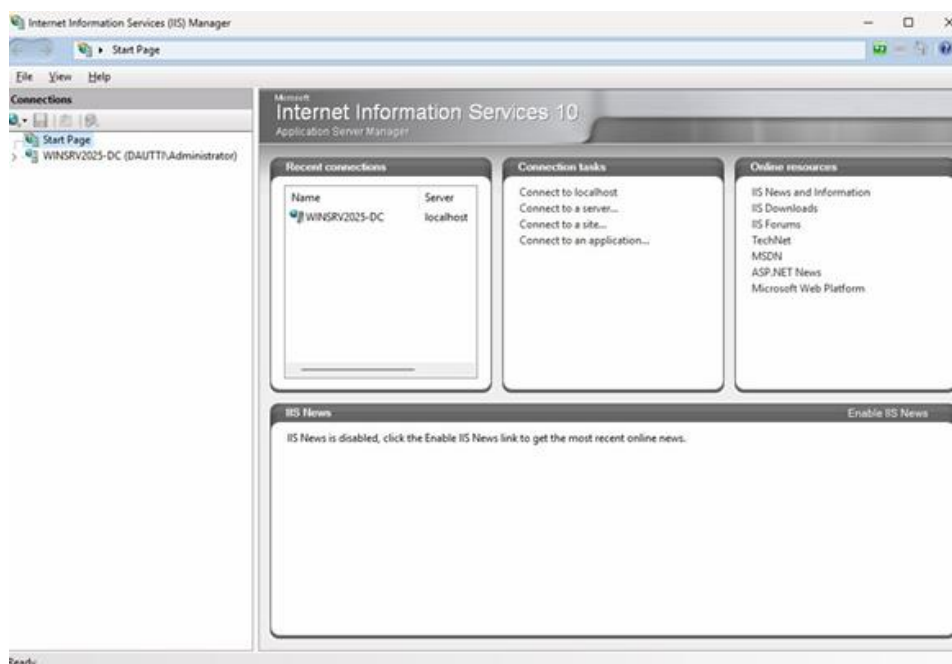 Internet Information Services (IIS) Manager
Start Page
File View Help
Connections
Start Page
WINSRV2025-DC (DAUTTI\Administrator)
Microsoft
Internet Information Services 10
Application Server Manager
Recent connections
Name Server
WINSRV2025-DC localhost
Connection tasks
Connect to localhost
Connect to a server...
Connect to a site...
Connect to an application...
Online resources
IIS News and Information
IIS Downloads
IIS Forums
TechNet
MSDN
ASP.NET News
Microsoft Web Platform
IIS News Enable IIS News
IIS News is disabled, click the Enable IIS News link to get the most recent online news.
Ready